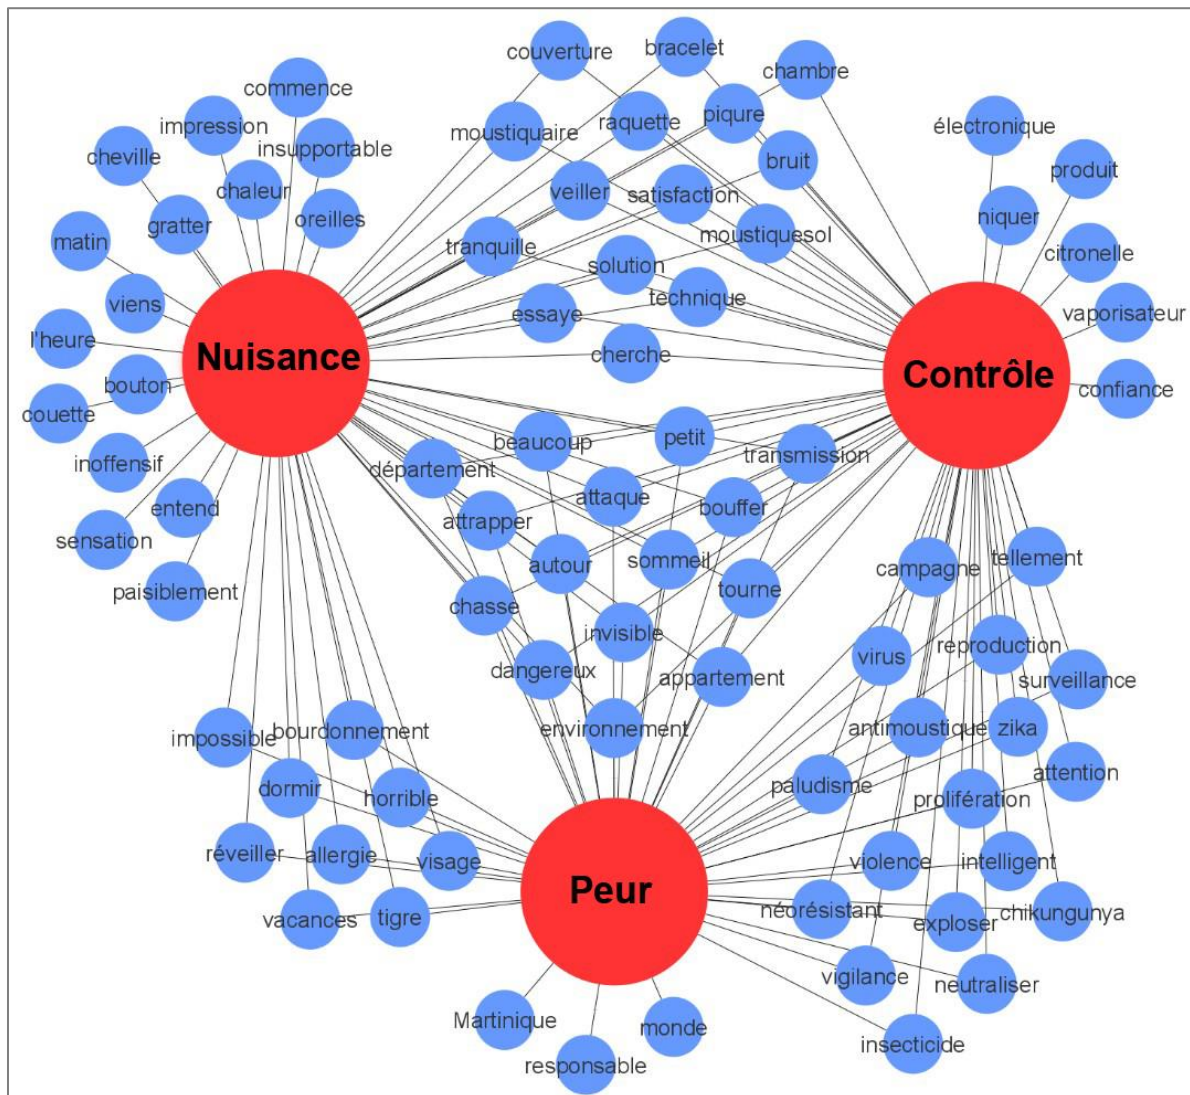 couverture
bracelet
chambre
commence
impression
insupportable
cheville
chaleur
gratter
oreilles
matin
viens
l'heure
bouton
couette
inoffensif
entend
sensation
paisiblement
moustiquaire
raquette
piqure
bruit
veiller
satisfaction
tranquille
moustiquesol
solution
technique
essaye
cherche
électronique
produit
niquer
citronelle
vaporisateur
confiance
Nuisance
Contrôle
beaucoup
petit
département
transmission
attaque
bouffer
attrapper
autour
sommeil
chasse
tourne
invisible
dangereux
appartement
environnement
campagne
tellement
virus
reproduction
surveillance
antimoustique
zika
paludisme
attention
prolifération
violence
intelligent
néorésistant
exploser
chikungunya
vigilance
neutraliser
insecticide
impossible
bourdonnement
dormir
horrible
réveiller
allergie
visage
vacances
tigre
Peur
Martinique
monde
responsable